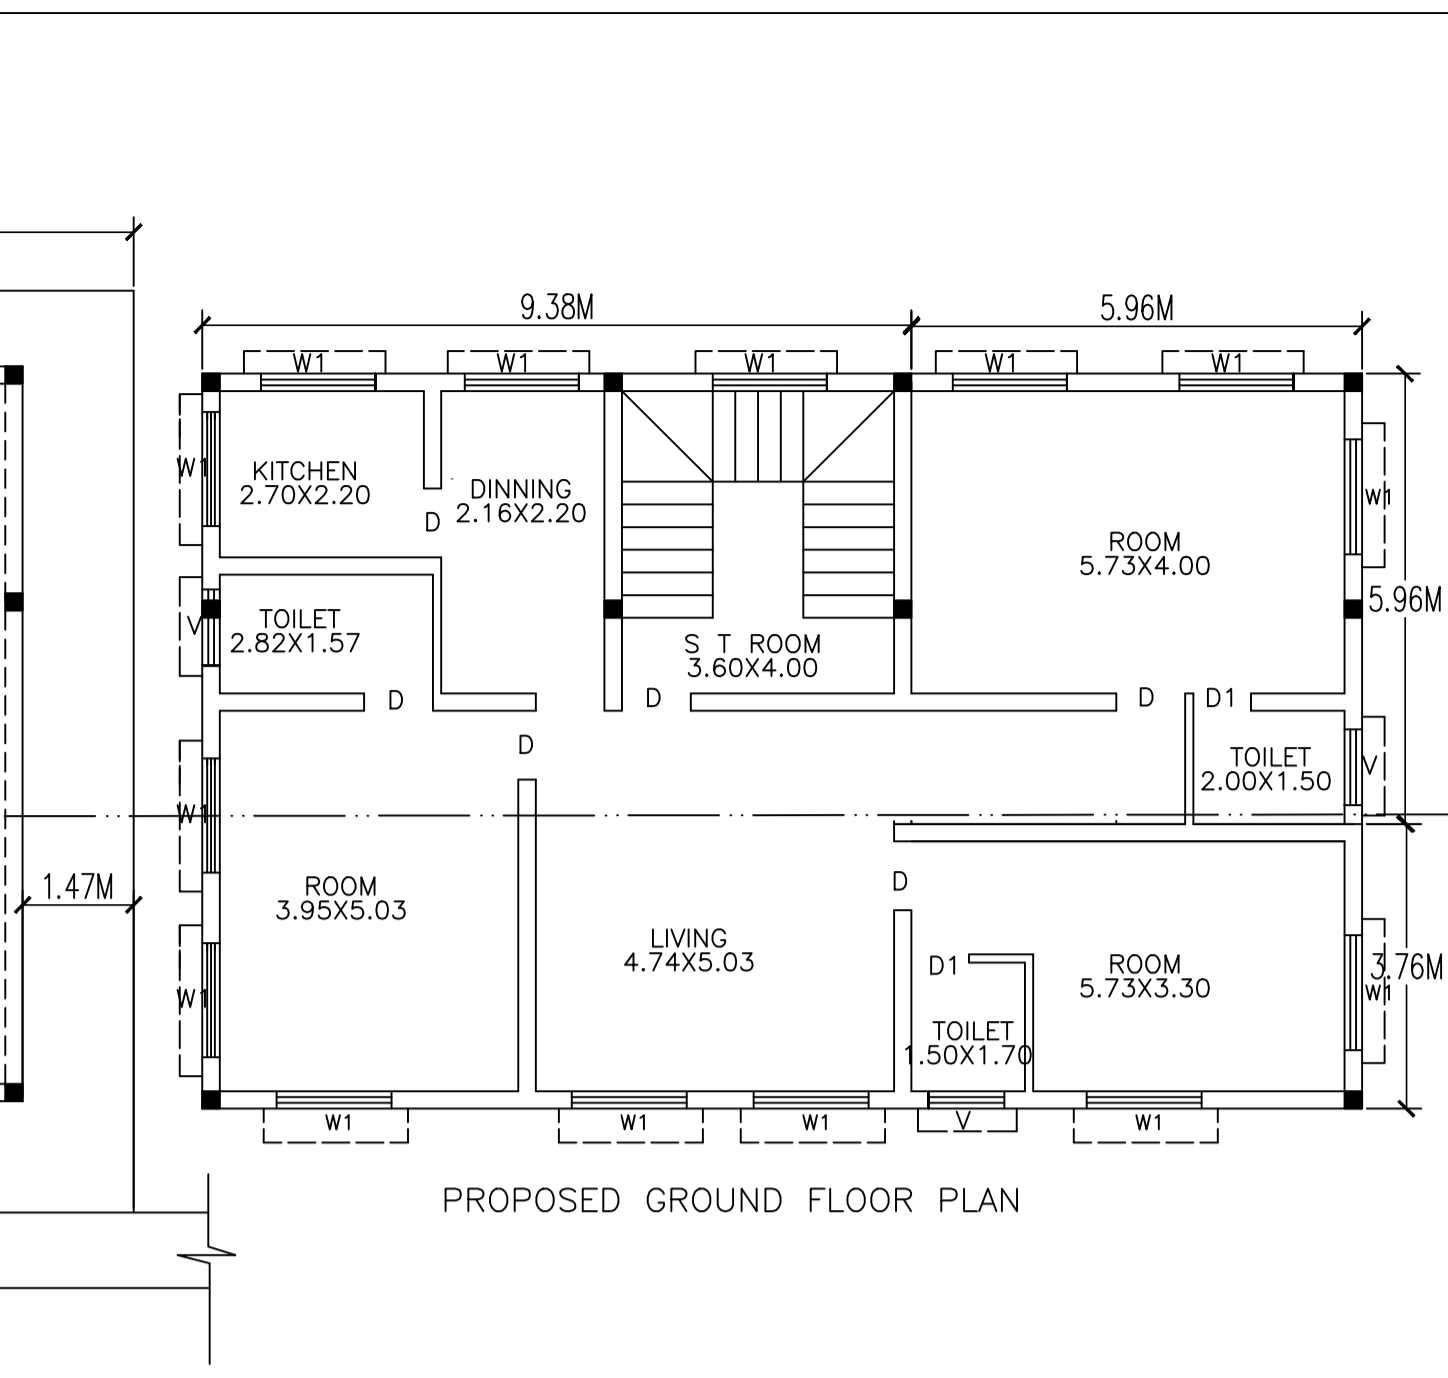 9.38M
5.96M
W1
W1
W1
W1
W1
W1
KITCHEN
2.70X2.20
D
DINNING
2.16X2.20
W1
ROOM
5.73X4.00
5.96M
V
TOILET
2.82X1.57
S T ROOM
3.60X4.00
D
D
D
D1
D
TOILET
2.00X1.50
V
W1
1.47M
ROOM
3.95X5.03
D
LIVING
4.74X5.03
D1
ROOM
5.73X3.30
3.76M
W1
W1
TOILET
1.50X1.70
W1
W1
W1
V
W1
PROPOSED GROUND FLOOR PLAN